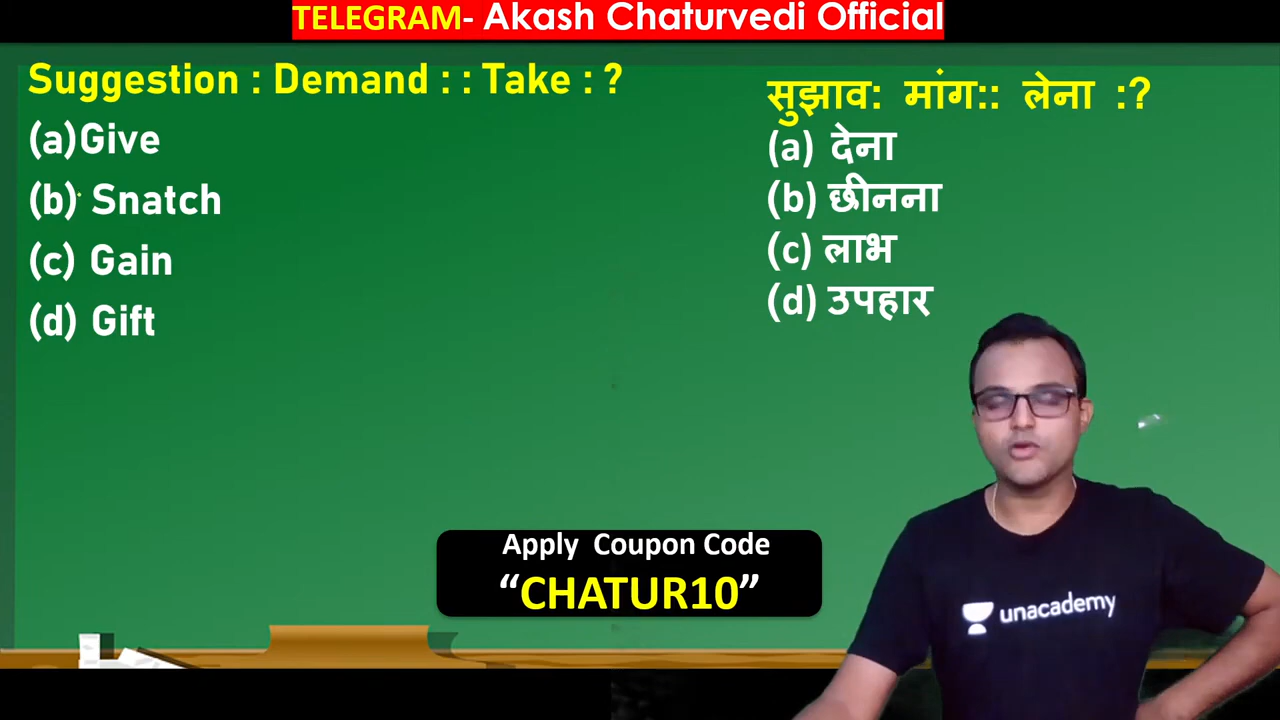 TELEGRAM- Akash Chaturvedi Official
Suggestion : Demand : : Take : ?
(a)Give
(b) Snatch
(c) Gain
(d) Gift
सुझाव: मांग:: लेना :?
(a) देना
(b) छीनना
(c) लाभ
(d) उपहार
Apply Coupon Code
“CHATUR10”
unacademy